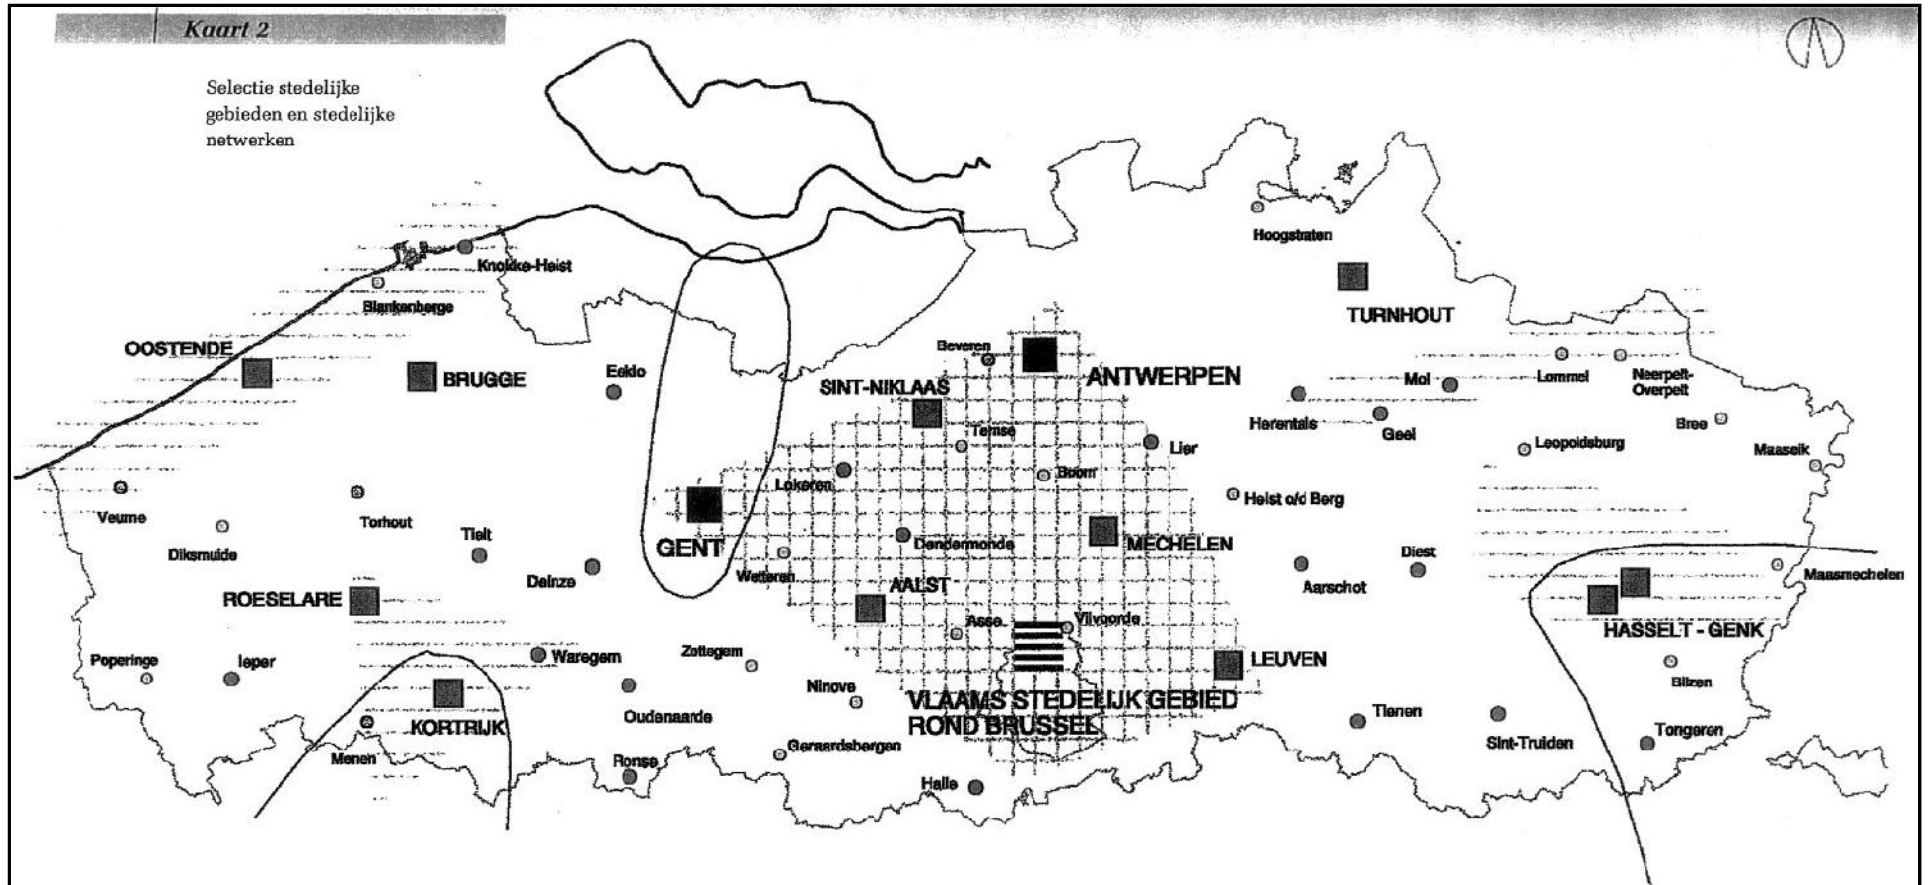 Kaart 2
Selectie stedelijke
gebieden en stedelijke
netwerken
Hoogstraten
Knokke-Heist
Blankenberge
TURNHOUT
OOSTENDE
BRUGGE
Eeklo
Beveren
SINT-NIKLAAS
ANTWERPEN
Mol
Lommel
Neerpelt-
Overpelt
Herentals
Geel
Bree
Temse
Lier
Leopoldsburg
Maaseik
Lokeren
Boom
Heist o/d Berg
Veurne
Diksmuide
Torhout
Tielt
GENT
Dendermonde
MECHELEN
Diest
Deinze
Wetteren
AALST
Aarschot
Maasmechelen
ROESELARE
Asse
Vilvoorde
HASSELT - GENK
Poperinge
Ieper
Waregem
Zottegem
LEUVEN
Bilzen
Ninove
VLAAMS STEDELIJK GEBIED
ROND BRUSSEL
KORTRIJK
Oudenaarde
Tienen
Sint-Truiden
Tongeren
Menen
Geraardsbergen
Ronse
Halle